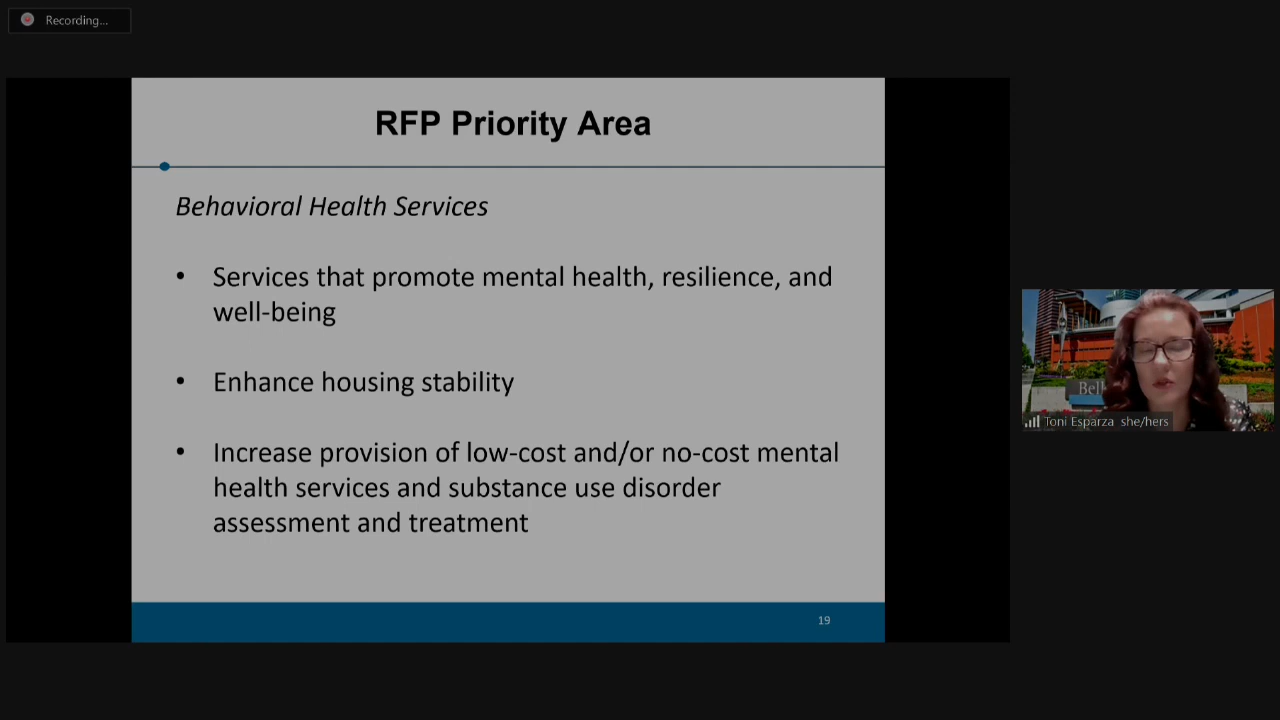 Recording...
RFP Priority Area
Behavioral Health Services
• Services that promote mental health, resilience, and
well-being
• Enhance housing stability
• Increase provision of low-cost and/or no-cost mental
health services and substance use disorder
assessment and treatment
19
Bell
Toni Esparza she/hers